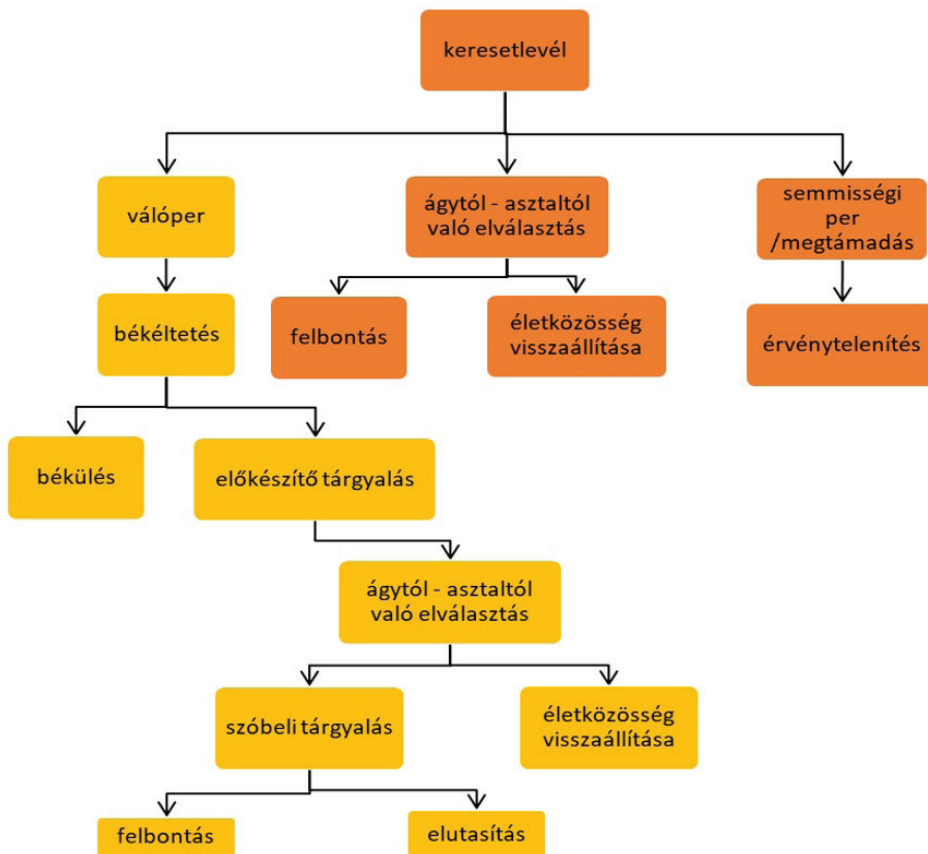 keresetlevél
válóper
ágytól - asztaltól
való elválasztás
semmisségi
per
/megtámadás
békéltetés
felbontás
életközösség
visszaállítása
érvénytelenítés
békülés
előkészítő tárgyalás
ágytól - asztaltól
való elválasztás
szóbeli tárgyalás
életközösség
visszaállítása
felbontás
elutasítás